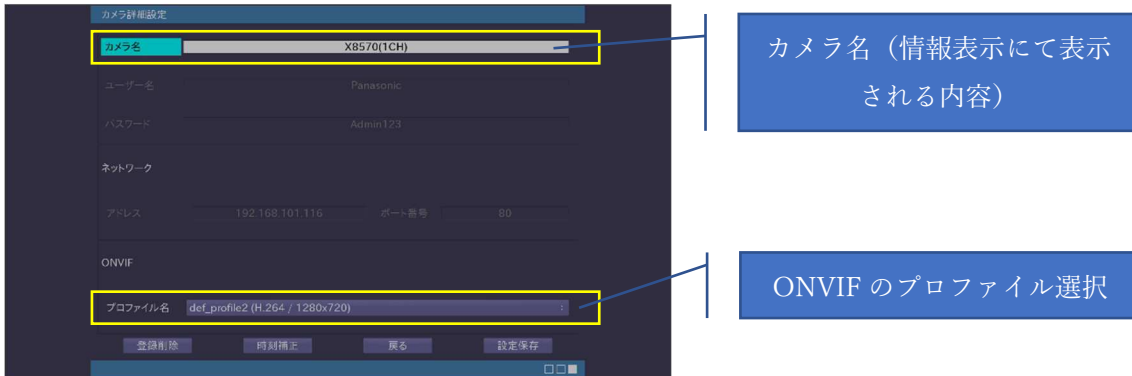 カメラ詳細設定
カメラ名 X8570(1CH)
カメラ名（情報表示にて表示
される内容）
ユーザー名 Panasonic
パスワード Admin123
ネットワーク
アドレス 192.168.101.116 ポート番号 80
ONVIF
ONVIF のプロファイル選択
プロファイル名 def_profile2 (H.264 / 1280x720)
登録削除 時刻補正 戻る 設定保存